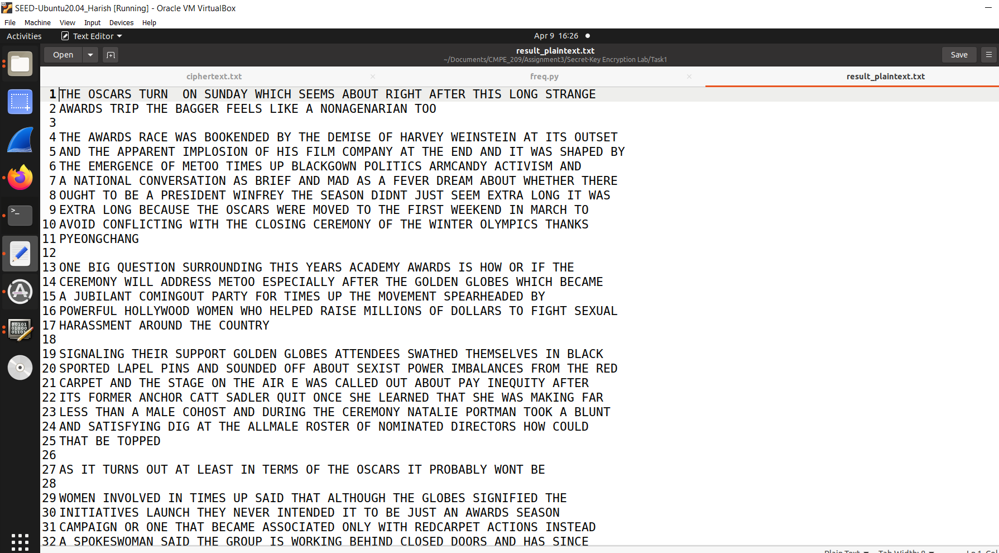 SEED-Ubuntu20.04_Harish [Running] - Oracle VM VirtualBox
File Machine View Input Devices Help
Activities Text Editor Apr 9 16:26
Open result_plaintext.txt Save
~/Documents/CMPE_209/Assignment3/Secret-Key Encryption Lab/Task1
ciphertext.txt freq.py result_plaintext.txt
1 THE OSCARS TURN  ON SUNDAY WHICH SEEMS ABOUT RIGHT AFTER THIS LONG STRANGE
2 AWARDS TRIP THE BAGGER FEELS LIKE A NONAGENARIAN TOO
3
4 THE AWARDS RACE WAS BOOKENDED BY THE DEMISE OF HARVEY WEINSTEIN AT ITS OUTSET
5 AND THE APPARENT IMPLOSION OF HIS FILM COMPANY AT THE END AND IT WAS SHAPED BY
6 THE EMERGENCE OF METOO TIMES UP BLACKGOWN POLITICS ARMCANDY ACTIVISM AND
7 A NATIONAL CONVERSATION AS BRIEF AND MAD AS A FEVER DREAM ABOUT WHETHER THERE
8 OUGHT TO BE A PRESIDENT WINFREY THE SEASON DIDNT JUST SEEM EXTRA LONG IT WAS
9 EXTRA LONG BECAUSE THE OSCARS WERE MOVED TO THE FIRST WEEKEND IN MARCH TO
10 AVOID CONFLICTING WITH THE CLOSING CEREMONY OF THE WINTER OLYMPICS THANKS
11 PYEONGCHANG
12
13 ONE BIG QUESTION SURROUNDING THIS YEARS ACADEMY AWARDS IS HOW OR IF THE
14 CEREMONY WILL ADDRESS METOO ESPECIALLY AFTER THE GOLDEN GLOBES WHICH BECAME
15 A JUBILANT COMINGOUT PARTY FOR TIMES UP THE MOVEMENT SPEARHEADED BY
16 POWERFUL HOLLYWOOD WOMEN WHO HELPED RAISE MILLIONS OF DOLLARS TO FIGHT SEXUAL
17 HARASSMENT AROUND THE COUNTRY
18
19 SIGNALING THEIR SUPPORT GOLDEN GLOBES ATTENDEES SWATHED THEMSELVES IN BLACK
20 SPORTED LAPEL PINS AND SOUNDED OFF ABOUT SEXIST POWER IMBALANCES FROM THE RED
21 CARPET AND THE STAGE ON THE AIR E WAS CALLED OUT ABOUT PAY INEQUITY AFTER
22 ITS FORMER ANCHOR CATT SADLER QUIT ONCE SHE LEARNED THAT SHE WAS MAKING FAR
23 LESS THAN A MALE COHOST AND DURING THE CEREMONY NATALIE PORTMAN TOOK A BLUNT
24 AND SATISFYING DIG AT THE ALLMALE ROSTER OF NOMINATED DIRECTORS HOW COULD
25 THAT BE TOPPED
26
27 AS IT TURNS OUT AT LEAST IN TERMS OF THE OSCARS IT PROBABLY WONT BE
28
29 WOMEN INVOLVED IN TIMES UP SAID THAT ALTHOUGH THE GLOBES SIGNIFIED THE
30 INITIATIVES LAUNCH THEY NEVER INTENDED IT TO BE JUST AN AWARDS SEASON
31 CAMPAIGN OR ONE THAT BECAME ASSOCIATED ONLY WITH REDCARPET ACTIONS INSTEAD
32 A SPOKESWOMAN SAID THE GROUP IS WORKING BEHIND CLOSED DOORS AND HAS SINCE
Plain Text Tab Width: 8 Ln 1, Col